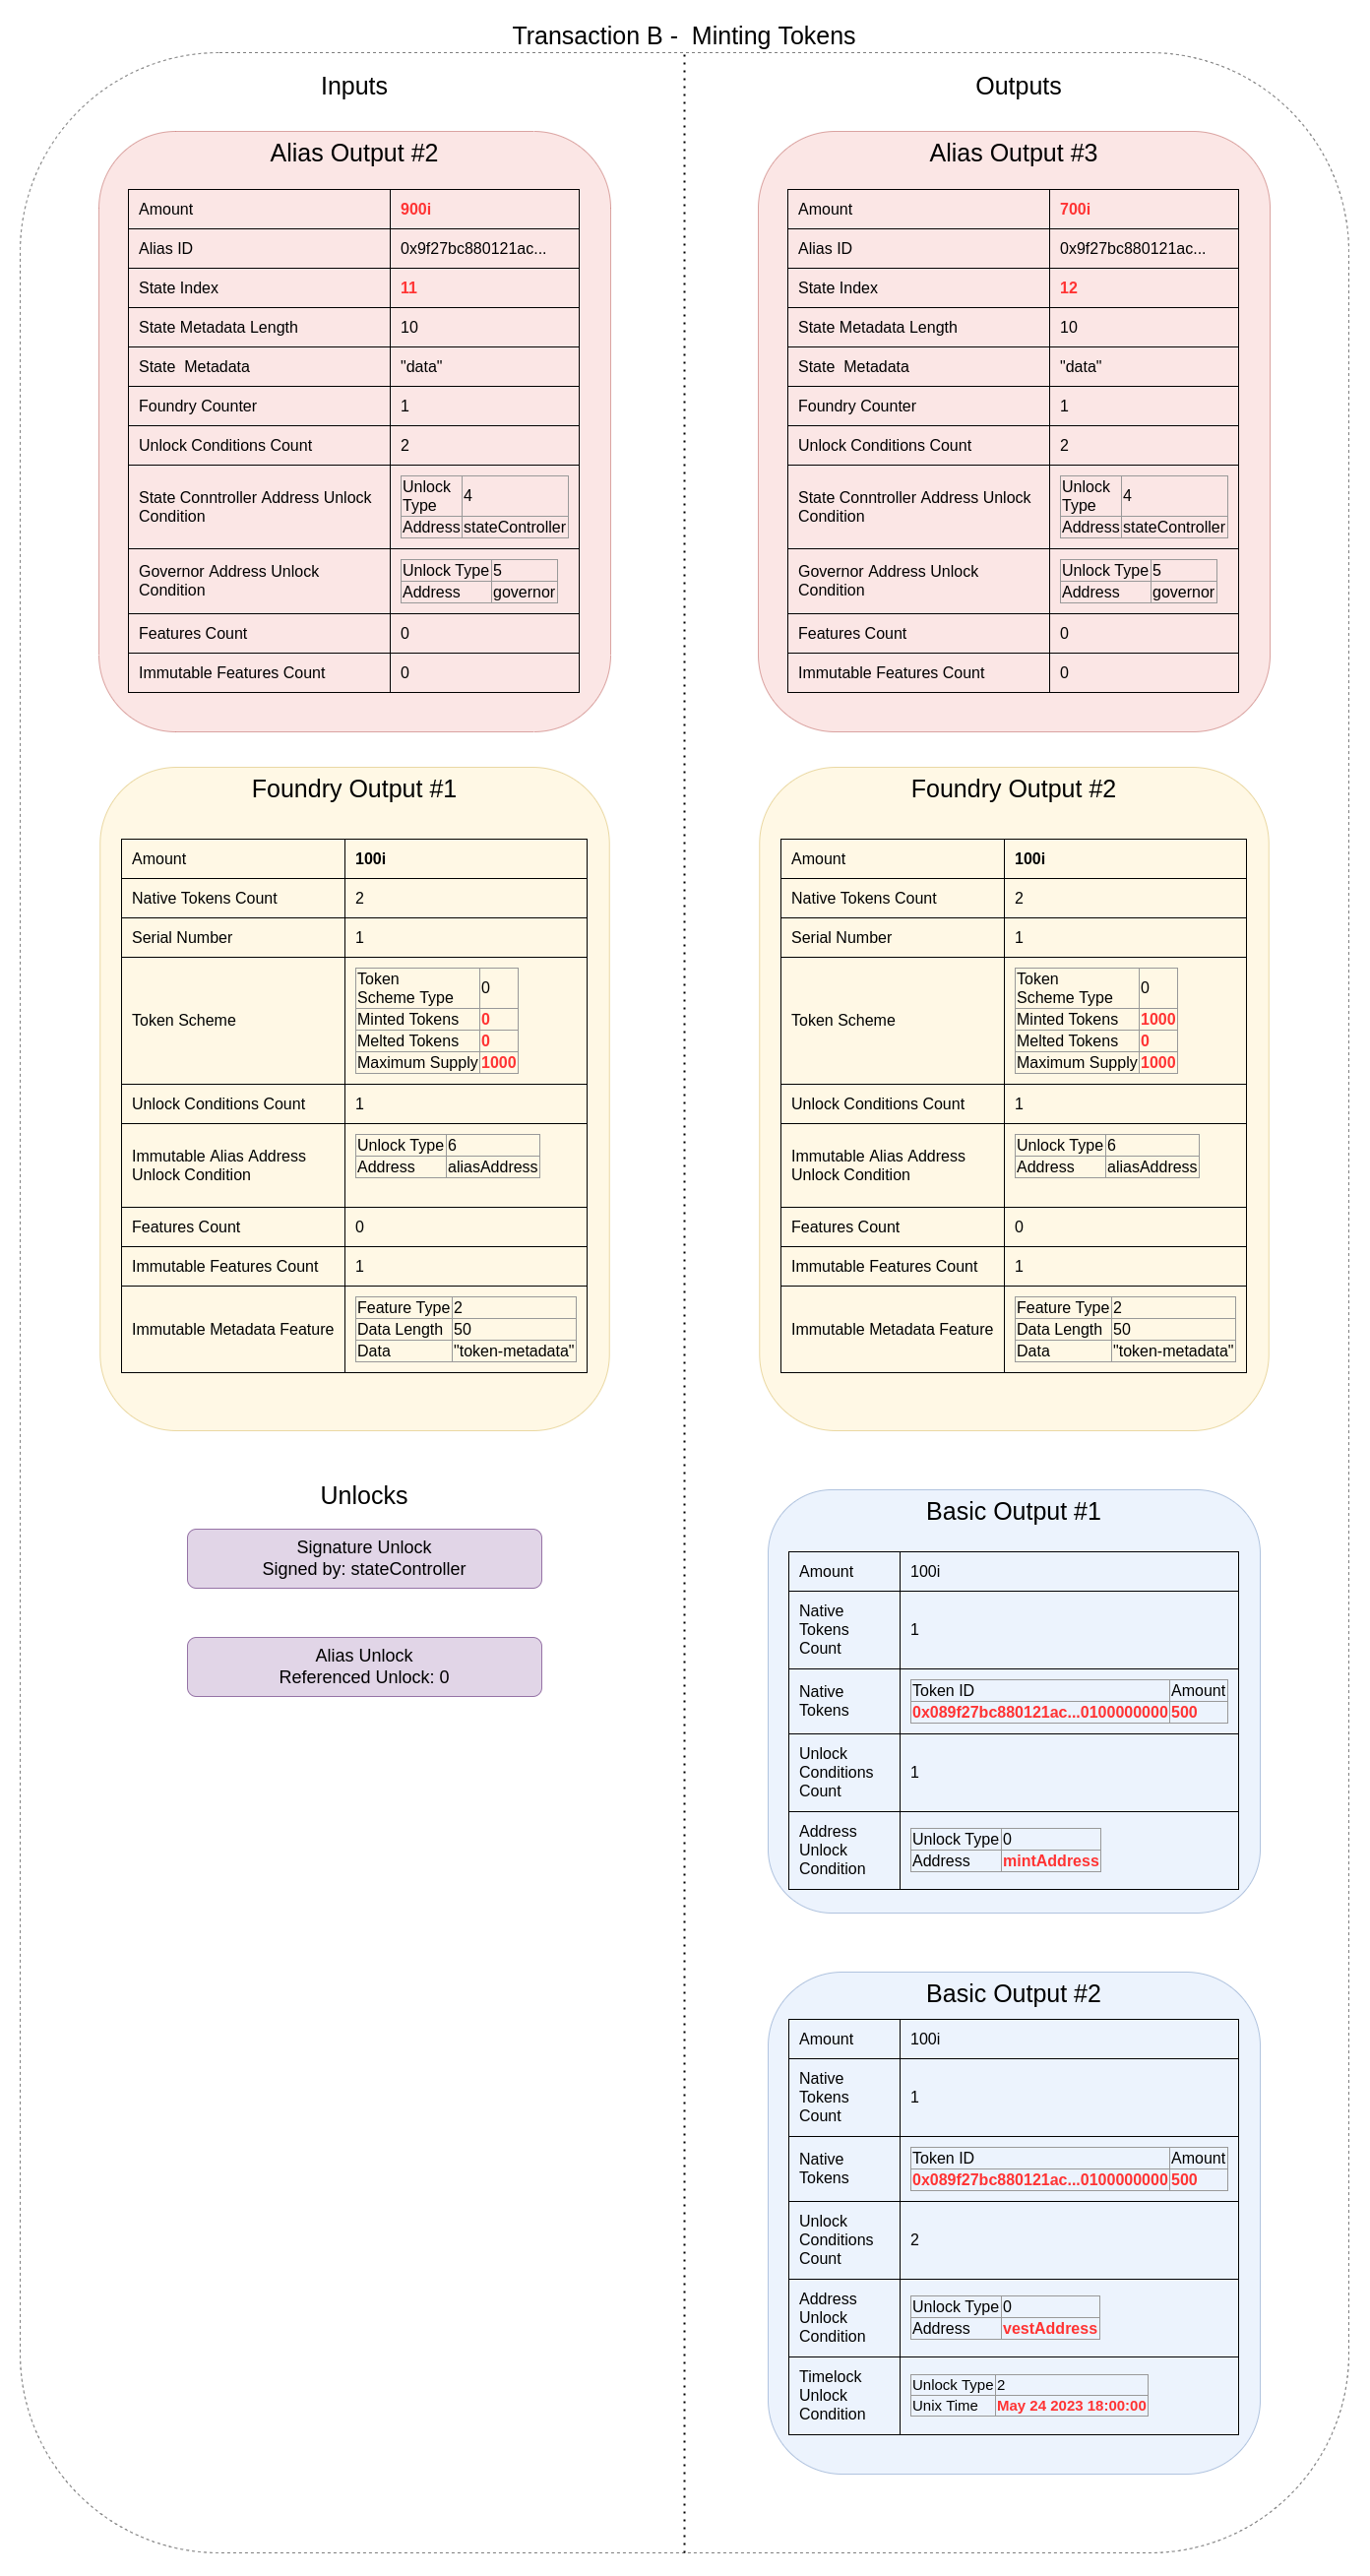 Transaction B -  Minting Tokens
Inputs
Alias Output #2
Amount 900i
Alias ID 0x9f27bc880121ac...
State Index 11
State Metadata Length 10
State  Metadata "data"
Foundry Counter 1
Unlock Conditions Count 2
State Conntroller Address Unlock
Condition
Unlock
Type 4
Address stateController
Governor Address Unlock
Condition
Unlock Type 5
Address governor
Features Count 0
Immutable Features Count 0
Foundry Output #1
Amount 100i
Native Tokens Count 2
Serial Number 1
Token Scheme
Token
Scheme Type 0
Minted Tokens 0
Melted Tokens 0
Maximum Supply 1000
Unlock Conditions Count 1
Immutable Alias Address
Unlock Condition
Unlock Type 6
Address aliasAddress
Features Count 0
Immutable Features Count 1
Immutable Metadata Feature
Feature Type 2
Data Length 50
Data "token-metadata"
Unlocks
Signature Unlock
Signed by: stateController
Alias Unlock
Referenced Unlock: 0
Outputs
Alias Output #3
Amount 700i
Alias ID 0x9f27bc880121ac...
State Index 12
State Metadata Length 10
State  Metadata "data"
Foundry Counter 1
Unlock Conditions Count 2
State Conntroller Address Unlock
Condition
Unlock
Type 4
Address stateController
Governor Address Unlock
Condition
Unlock Type 5
Address governor
Features Count 0
Immutable Features Count 0
Foundry Output #2
Amount 100i
Native Tokens Count 2
Serial Number 1
Token Scheme
Token
Scheme Type 0
Minted Tokens 1000
Melted Tokens 0
Maximum Supply 1000
Unlock Conditions Count 1
Immutable Alias Address
Unlock Condition
Unlock Type 6
Address aliasAddress
Features Count 0
Immutable Features Count 1
Immutable Metadata Feature
Feature Type 2
Data Length 50
Data "token-metadata"
Basic Output #1
Amount 100i
Native
Tokens
Count
1
Native
Tokens
Token ID Amount
0x089f27bc880121ac...0100000000 500
Unlock
Conditions
Count
1
Address
Unlock
Condition
Unlock Type 0
Address mintAddress
Basic Output #2
Amount 100i
Native
Tokens
Count
1
Native
Tokens
Token ID Amount
0x089f27bc880121ac...0100000000 500
Unlock
Conditions
Count
2
Address
Unlock
Condition
Unlock Type 0
Address vestAddress
Timelock
Unlock
Condition
Unlock Type 2
Unix Time May 24 2023 18:00:00